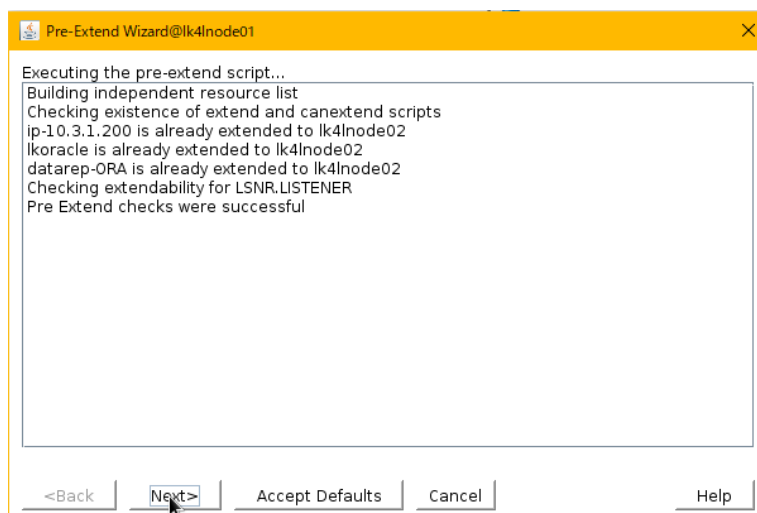 Pre-Extend Wizard@lk4lnode01
Executing the pre-extend script...
Building independent resource list
Checking existence of extend and canextend scripts
ip-10.3.1.200 is already extended to lk4lnode02
lkoracle is already extended to lk4lnode02
datarep-ORA is already extended to lk4lnode02
Checking extendability for LSNR.LISTENER
Pre Extend checks were successful
<Back Next> Accept Defaults Cancel Help